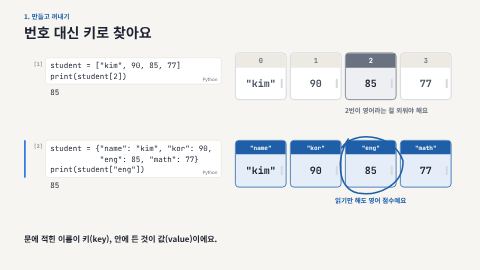 1. 만들고 꺼내기
번호 대신 키로 찾아요
[1]
student = ["kim", 90, 85, 77]
print(student[2])
Python
85
0 1 2 3
"kim" 90 85 77
2번이 영어라는 걸 외워야 해요
[2]
student = {"name": "kim", "kor": 90,
"eng": 85, "math": 77}
print(student["eng"])
Python
85
"name" "kor" "eng" "math"
"kim" 90 85 77
읽기만 해도 영어 점수예요
문에 적힌 이름이 키(key), 안에 든 것이 값(value)이에요.